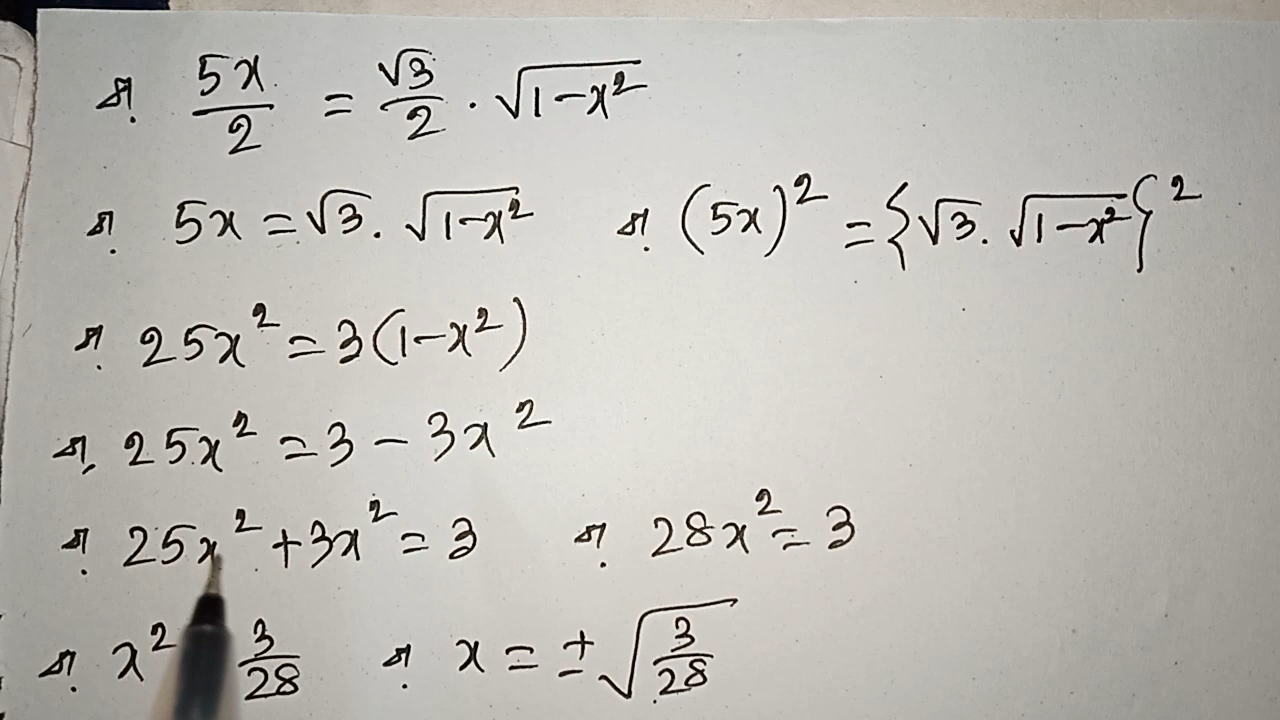 বা, 5x/2 = √3/2 . √(1-x²)
বা, 5x = √3 . √(1-x²) বা, (5x)² = {√3 . √(1-x²)}²
বা, 25x² = 3(1-x²)
বা, 25x² = 3 - 3x²
বা, 25x² + 3x² = 3 বা, 28x² = 3
বা, x² 3/28 বা, x = ±√(3/28)